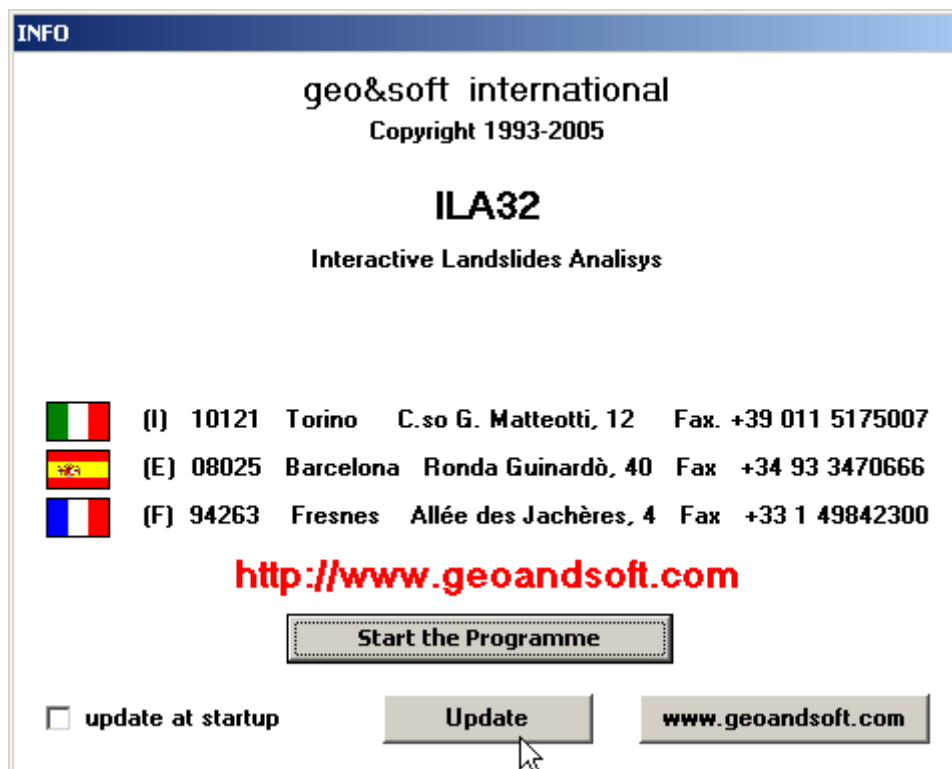 INFO
geo&soft international
Copyright 1993-2005
ILA32
Interactive Landslides Analisys
(I) 10121 Torino C.so G. Matteotti, 12 Fax. +39 011 5175007
(E) 08025 Barcelona Ronda Guinardò, 40 Fax +34 93 3470666
(F) 94263 Fresnes Allée des Jachères, 4 Fax +33 1 49842300
http://www.geoandsoft.com
Start the Programme
update at startup Update www.geoandsoft.com